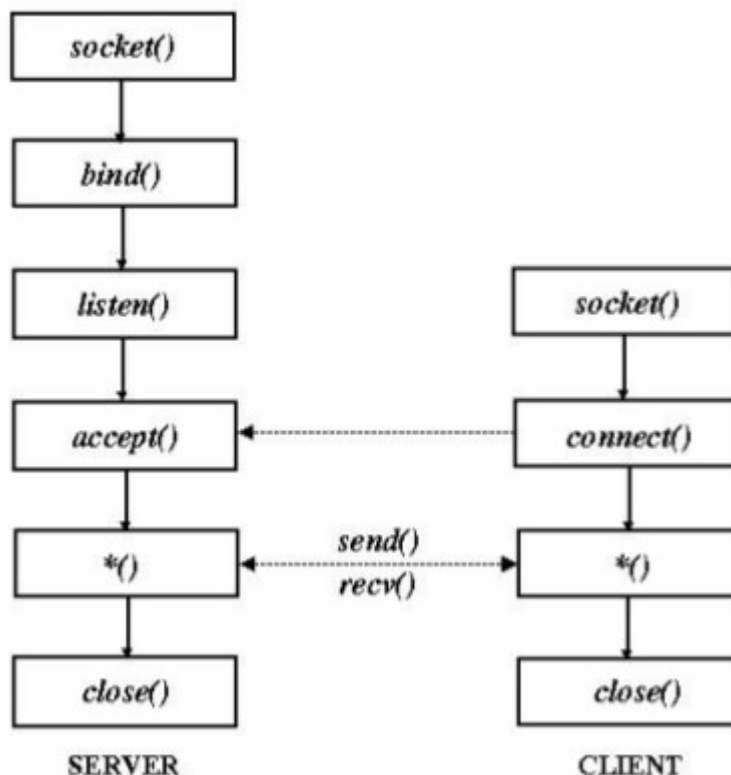 socket()
bind()
listen()
socket()
accept()
connect()
*()
send()
recv()
*()
close()
close()
SERVER
CLIENT